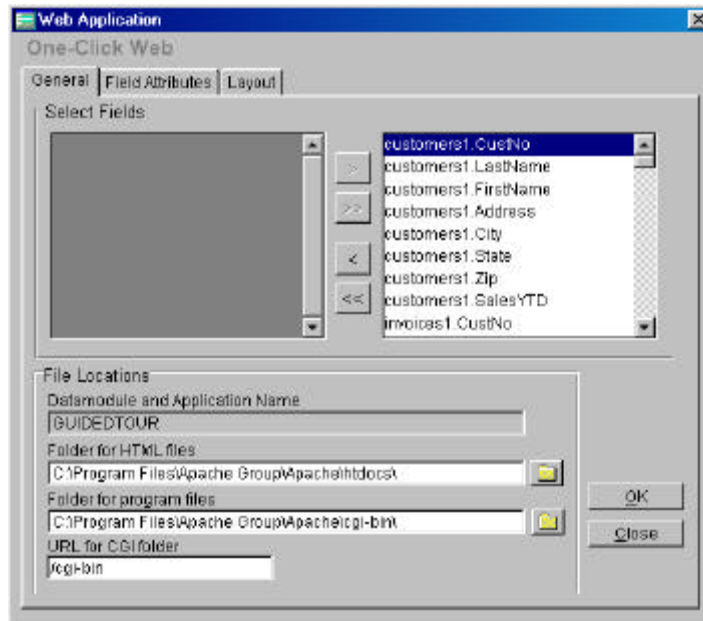 Web Application
One-Click Web
General Field Attributes Layout
Select Fields
customers1.CustNo
customers1.LastName
customers1.FirstName
customers1.Address
customers1.City
customers1.State
customers1.Zip
customers1.SalesYTD
invoices1.CustNo
>
>>
<
<<
File Locations
Datamodule and Application Name
GUIDEDTOUR
Folder for HTML files
C:\Program Files\Apache Group\Apache\htdocs\
Folder for program files
C:\Program Files\Apache Group\Apache\cgi-bin\
URL for CGI folder
/cgi-bin
OK
Close